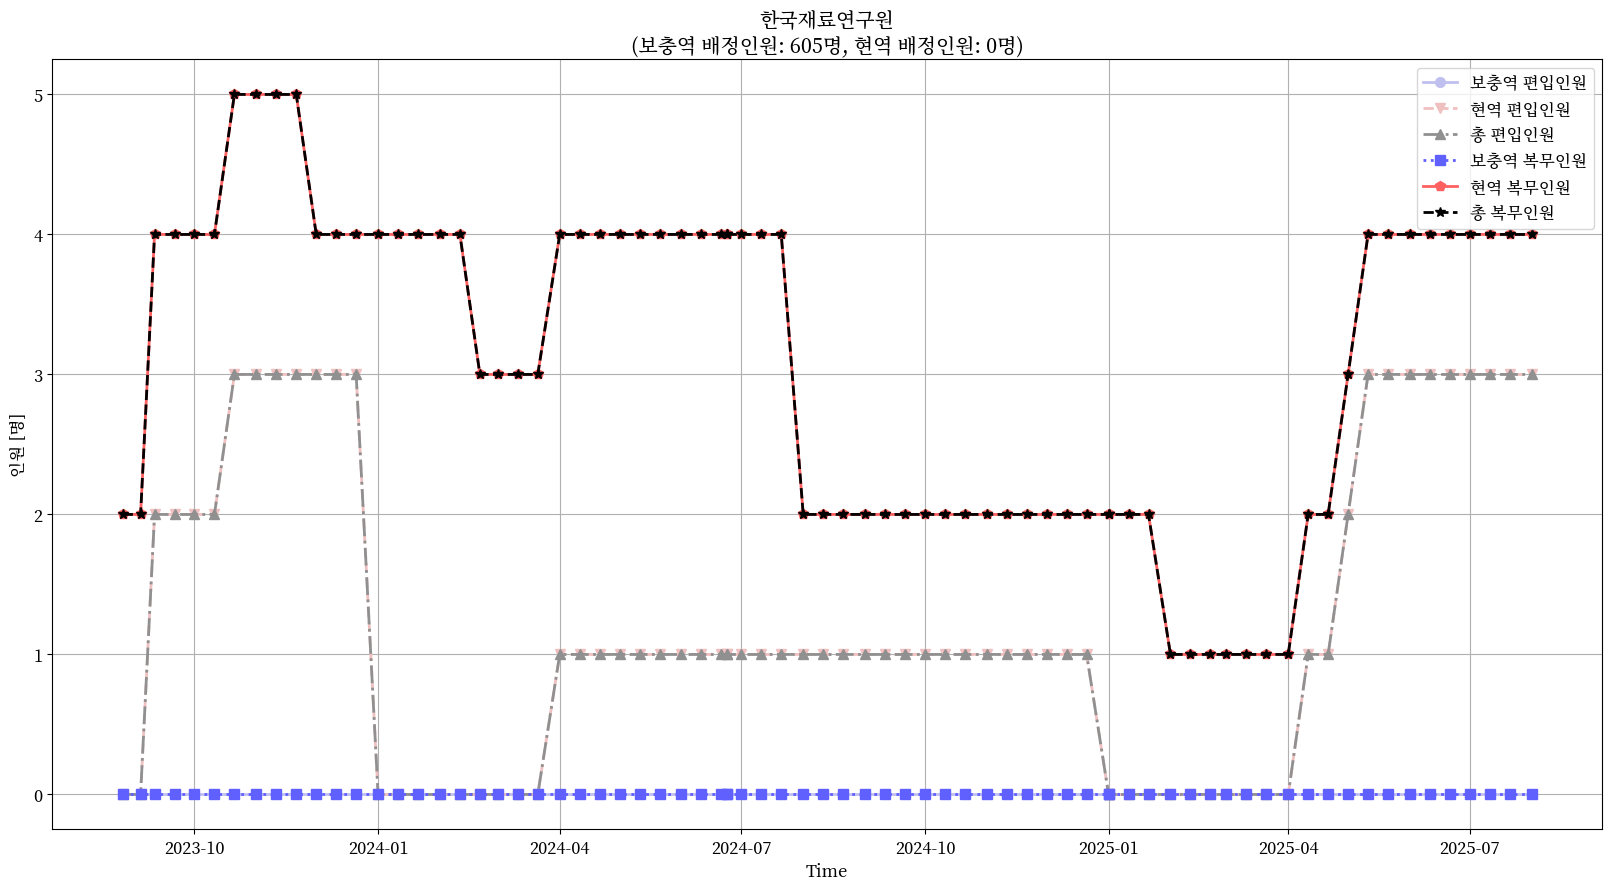 한국재료연구원
(보충역 배정인원: 605명, 현역 배정인원: 0명)
보충역 편입인원
현역 편입인원
총 편입인원
보충역 복무인원
현역 복무인원
총 복무인원
인원 [명]
5
4
3
2
1
0
2023-10 2024-01 2024-04 2024-07 2024-10 2025-01 2025-04 2025-07
Time